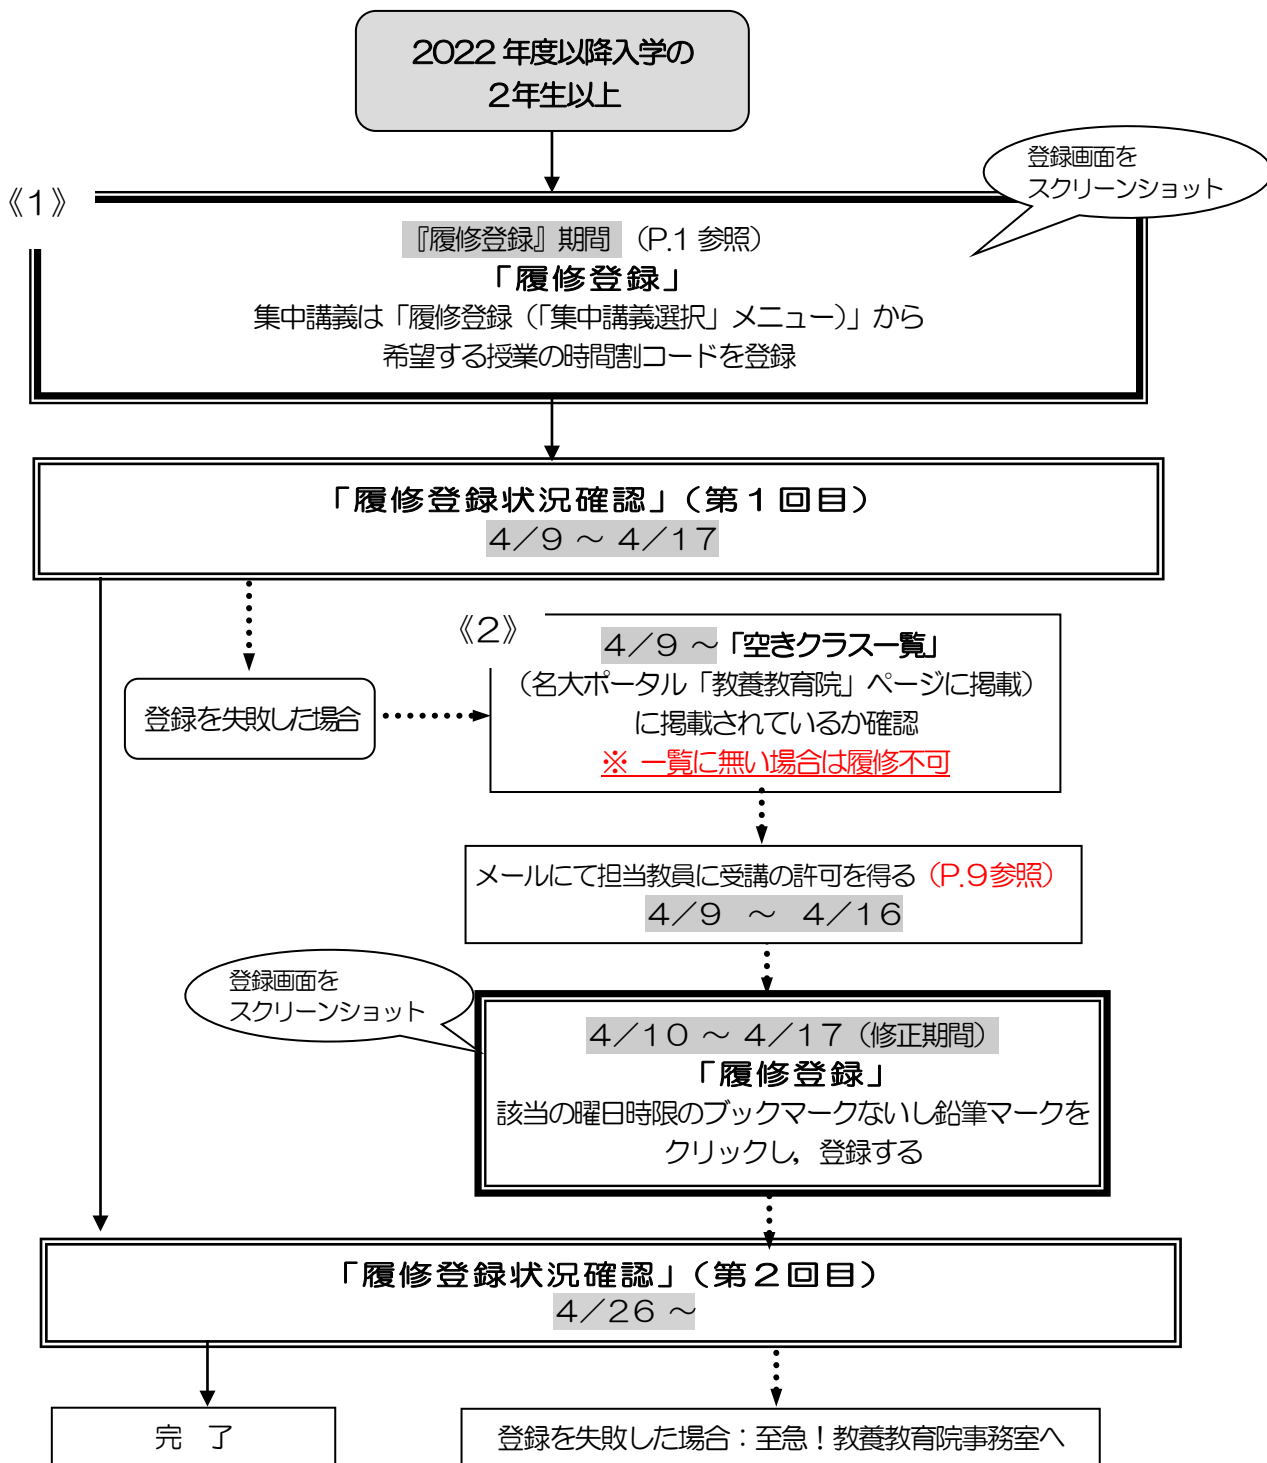 2022年度以降入学の
2年生以上
登録画面を
スクリーンショット
《1》
『履修登録』期間 (P.1 参照)
「履修登録」
集中講義は「履修登録(「集中講義選択」メニュー)」から
希望する授業の時間割コードを登録
「履修登録状況確認」(第1回目)
4/9 ~ 4/17
《2》
4/9 ~「空きクラス一覧」
(名大ポータル「教養教育院」ページに掲載)
に掲載されているか確認
※ 一覧に無い場合は履修不可
登録を失敗した場合
メールにて担当教員に受講の許可を得る(P.9参照)
4/9 ~ 4/16
登録画面を
スクリーンショット
4/10 ~ 4/17(修正期間)
「履修登録」
該当の曜日時限のブックマークないし鉛筆マークを
クリックし，登録する
「履修登録状況確認」(第2回目)
4/26 ~
完 了
登録を失敗した場合：至急！教養教育院事務室へ